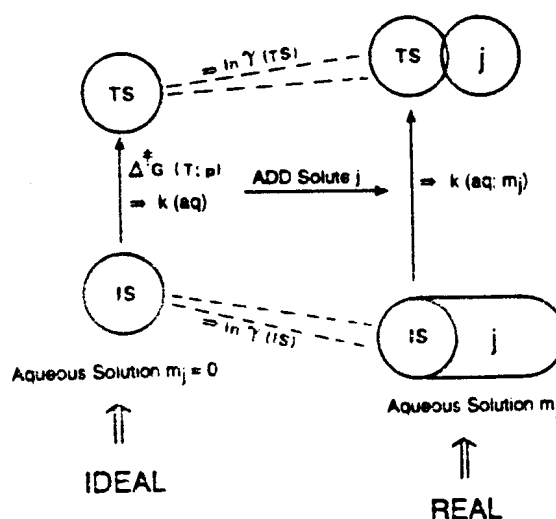 TS
⇒ ln γ (TS)
TS j
Δ‡G (T; p)
⇒ k (aq)
ADD Solute j
⇒ k (aq; mj)
IS
⇒ ln γ (IS)
IS j
Aqueous Solution mj = 0
Aqueous Solution m
IDEAL
REAL